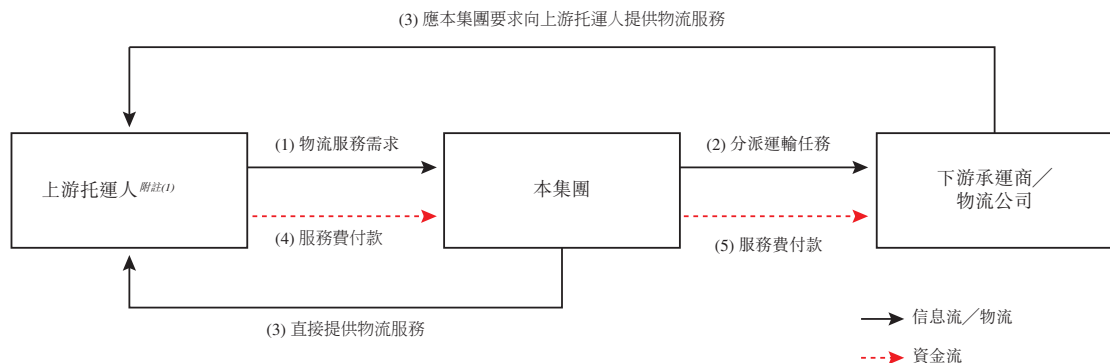 (3) 應本集團要求向上游托運人提供物流服務
(1) 物流服務需求
(2) 分派運輸任務
上游托運人附註(1)
本集團
下游承運商／
物流公司
(4) 服務費付款
(5) 服務費付款
(3) 直接提供物流服務
信息流／物流
資金流